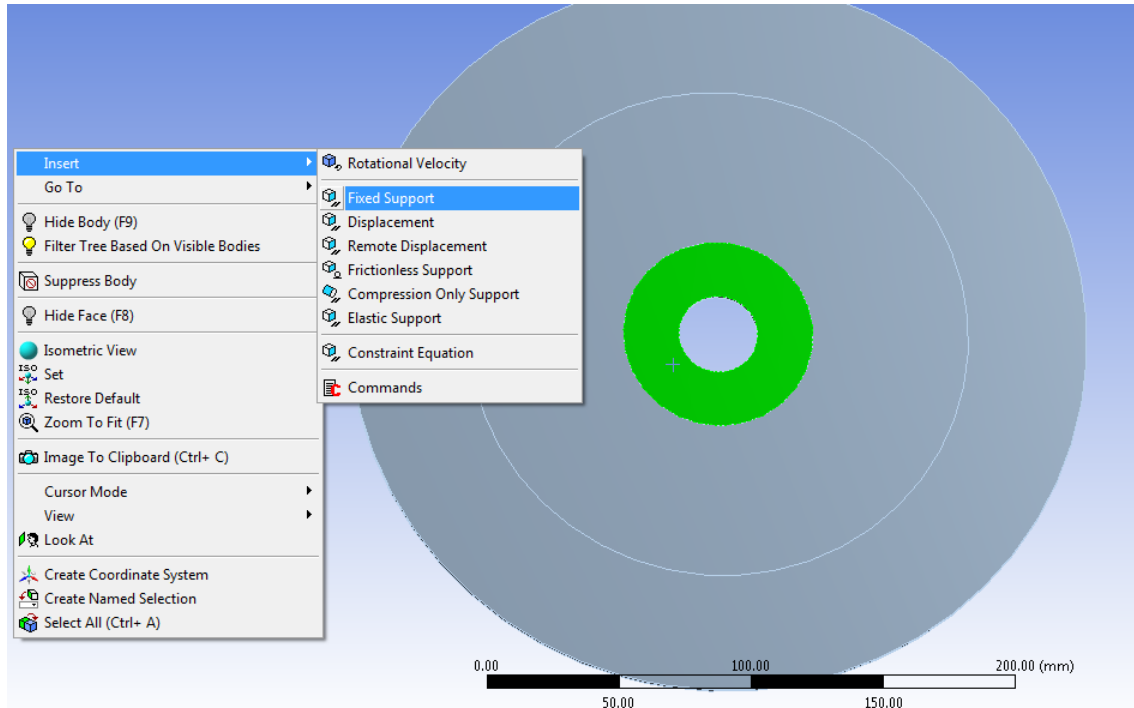 Insert
Go To
Hide Body (F9)
Filter Tree Based On Visible Bodies
Suppress Body
Hide Face (F8)
Isometric View
ISO Set
ISO Restore Default
Zoom To Fit (F7)
Image To Clipboard (Ctrl+ C)
Cursor Mode
View
Look At
Create Coordinate System
Create Named Selection
Select All (Ctrl+ A)
Rotational Velocity
Fixed Support
Displacement
Remote Displacement
Frictionless Support
Compression Only Support
Elastic Support
Constraint Equation
Commands
0.00 100.00 200.00 (mm)
50.00 150.00